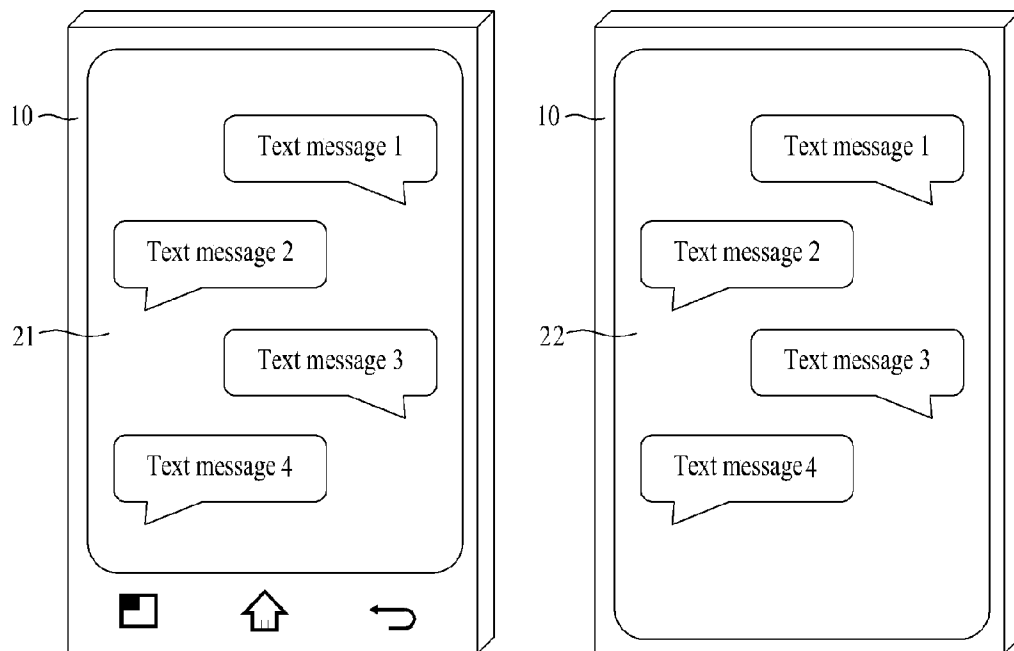 10
Text message 1
Text message 2
21
Text message 3
Text message 4
10
Text message 1
Text message 2
22
Text message 3
Text message 4